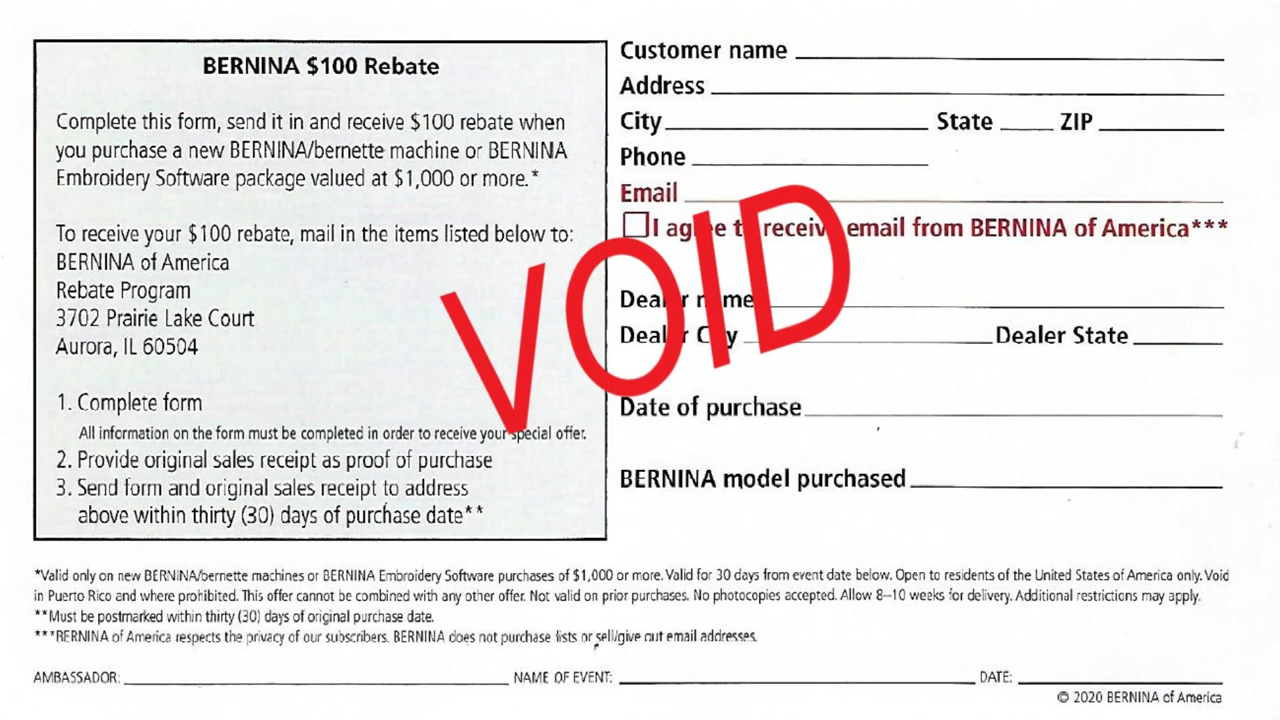 BERNINA $100 Rebate
Complete this form, send it in and receive $100 rebate when
you purchase a new BERNINA/bernette machine or BERNINA
Embroidery Software package valued at $1,000 or more.*
To receive your $100 rebate, mail in the items listed below to:
BERNINA of America
Rebate Program
3702 Prairie Lake Court
Aurora, IL 60504
1. Complete form
All information on the form must be completed in order to receive your special offer.
2. Provide original sales receipt as proof of purchase
3. Send form and original sales receipt to address
above within thirty (30) days of purchase date**
Customer name
Address
City State ZIP
Phone
Email
I agree to receive email from BERNINA of America***
Dealer name
Dealer City Dealer State
Date of purchase
BERNINA model purchased
VOID
*Valid only on new BERNINA/bernette machines or BERNINA Embroidery Software purchases of $1,000 or more. Valid for 30 days from event date below. Open to residents of the United States of America only. Void
in Puerto Rico and where prohibited. This offer cannot be combined with any other offer. Not valid on prior purchases. No photocopies accepted. Allow 8–10 weeks for delivery. Additional restrictions may apply.
**Must be postmarked within thirty (30) days of original purchase date.
***BERNINA of America respects the privacy of our subscribers. BERNINA does not purchase lists or sell/give out email addresses.
AMBASSADOR: NAME OF EVENT: DATE:
© 2020 BERNINA of America